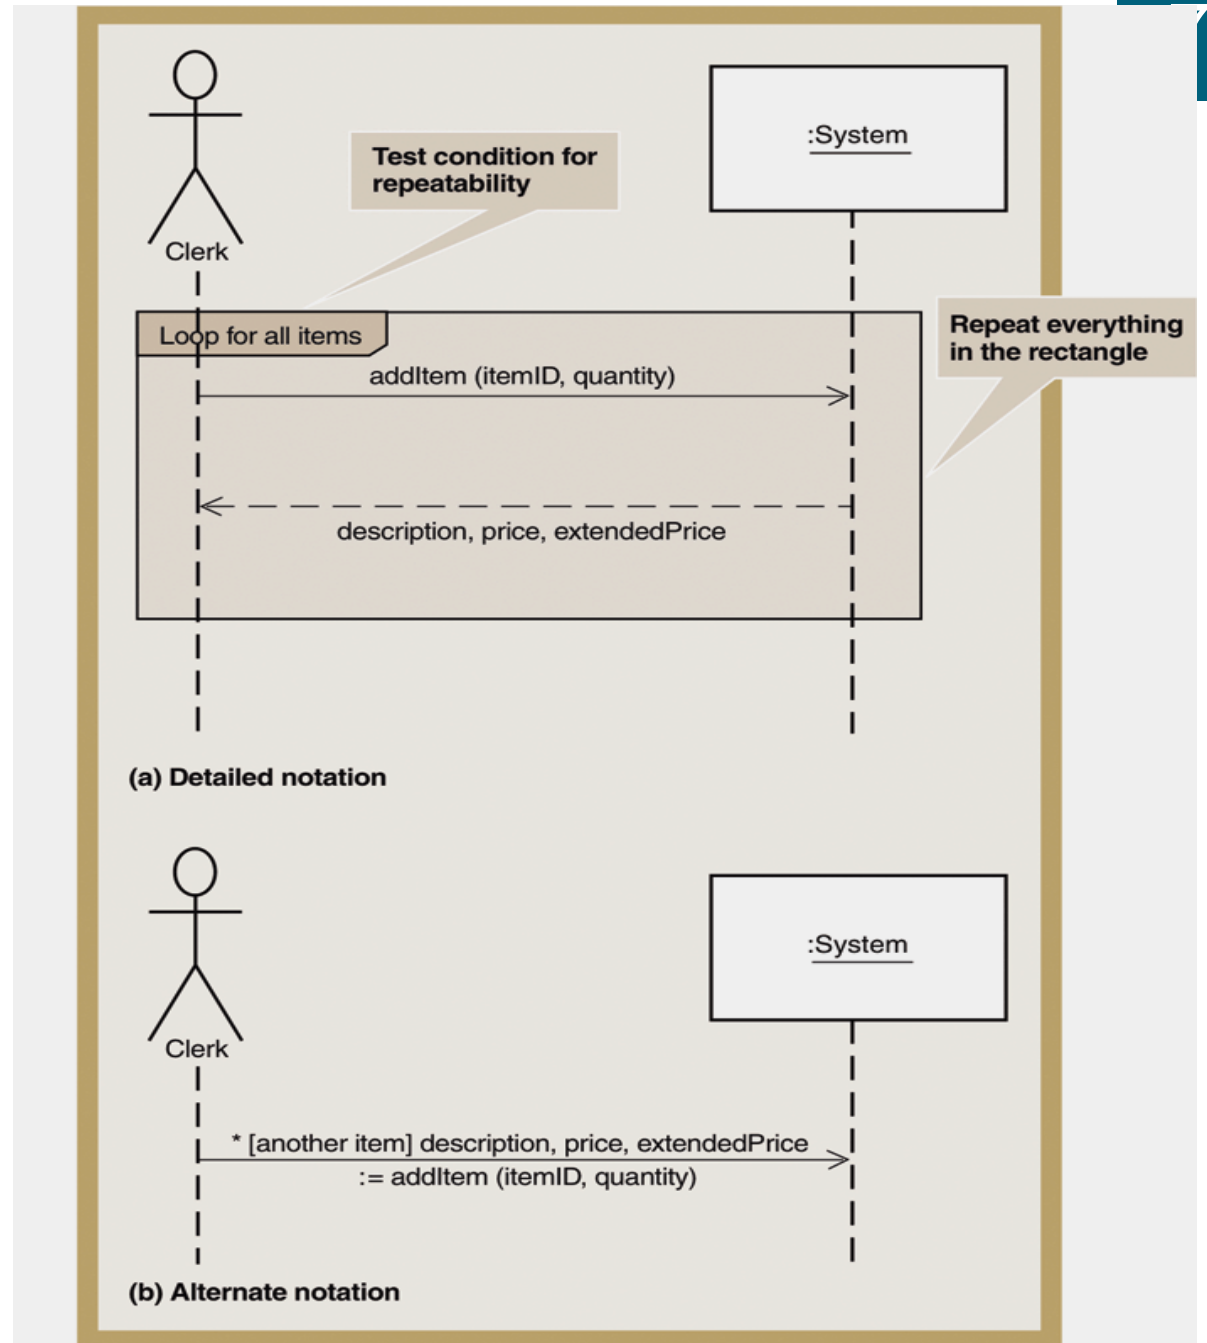 :System
Test condition for
repeatability
Clerk
Loop for all items
Repeat everything
in the rectangle
addItem (itemID, quantity)
description, price, extendedPrice
(a) Detailed notation
:System
Clerk
* [another item] description, price, extendedPrice
:= addItem (itemID, quantity)
(b) Alternate notation